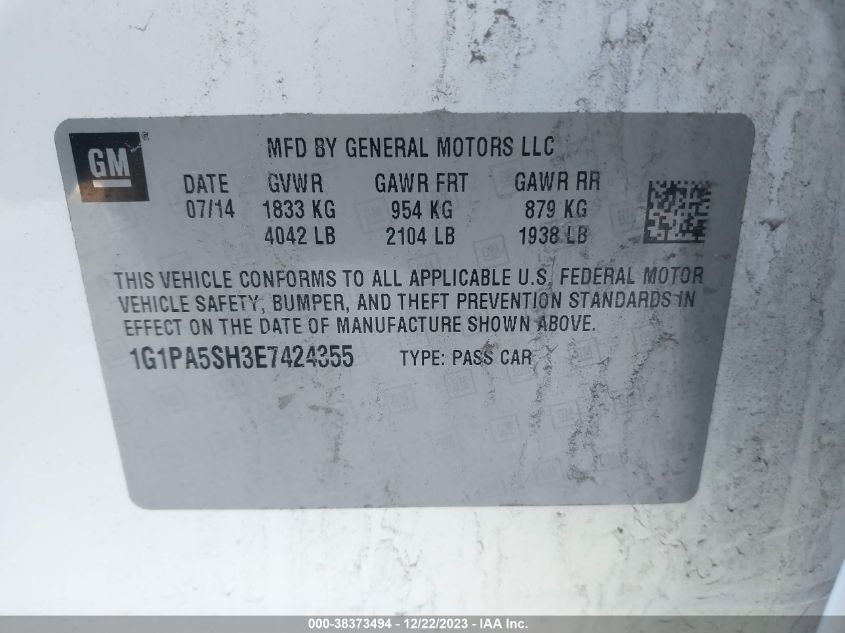 GM ® MFD BY GENERAL MOTORS LLC
DATE GVWR GAWR FRT GAWR RR
07/14 1833 KG 954 KG 879 KG
4042 LB 2104 LB 1938 LB
THIS VEHICLE CONFORMS TO ALL APPLICABLE U.S. FEDERAL MOTOR
VEHICLE SAFETY, BUMPER, AND THEFT PREVENTION STANDARDS IN
EFFECT ON THE DATE OF MANUFACTURE SHOWN ABOVE.
1G1PA5SH3E7424355 TYPE: PASS CAR
000-38373494 - 12/22/2023 - IAA Inc.